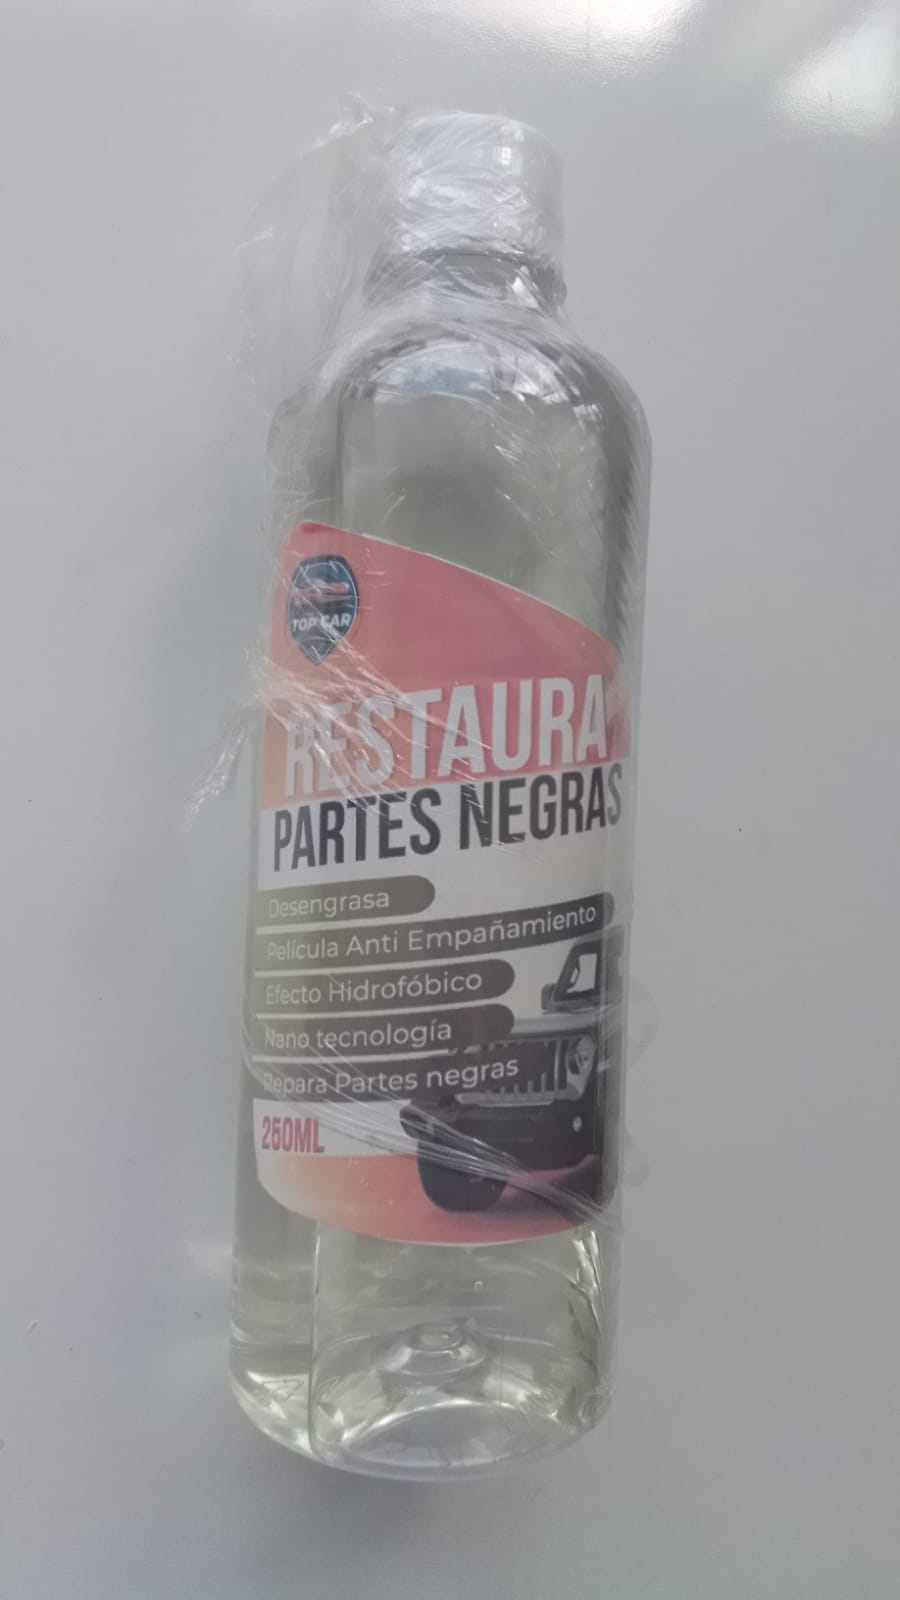 TOP CAR
RESTAURA
PARTES NEGRAS
Desengrasa
Película Anti Empañamiento
Efecto Hidrofóbico
Nano tecnología
Repara Partes negras
250ML